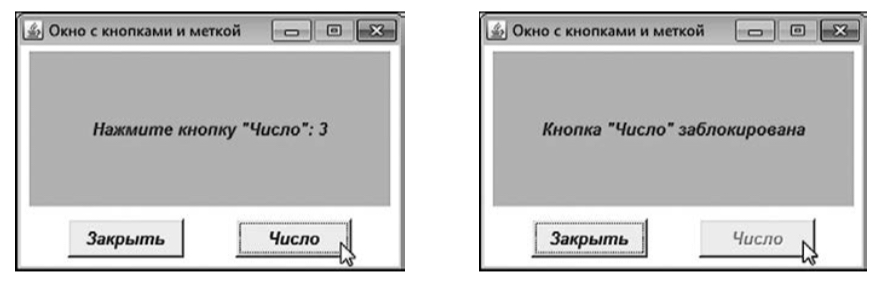 Окно с кнопками и меткой
Нажмите кнопку "Число": 3
Закрыть
Число
Окно с кнопками и меткой
Кнопка "Число" заблокирована
Закрыть
Число